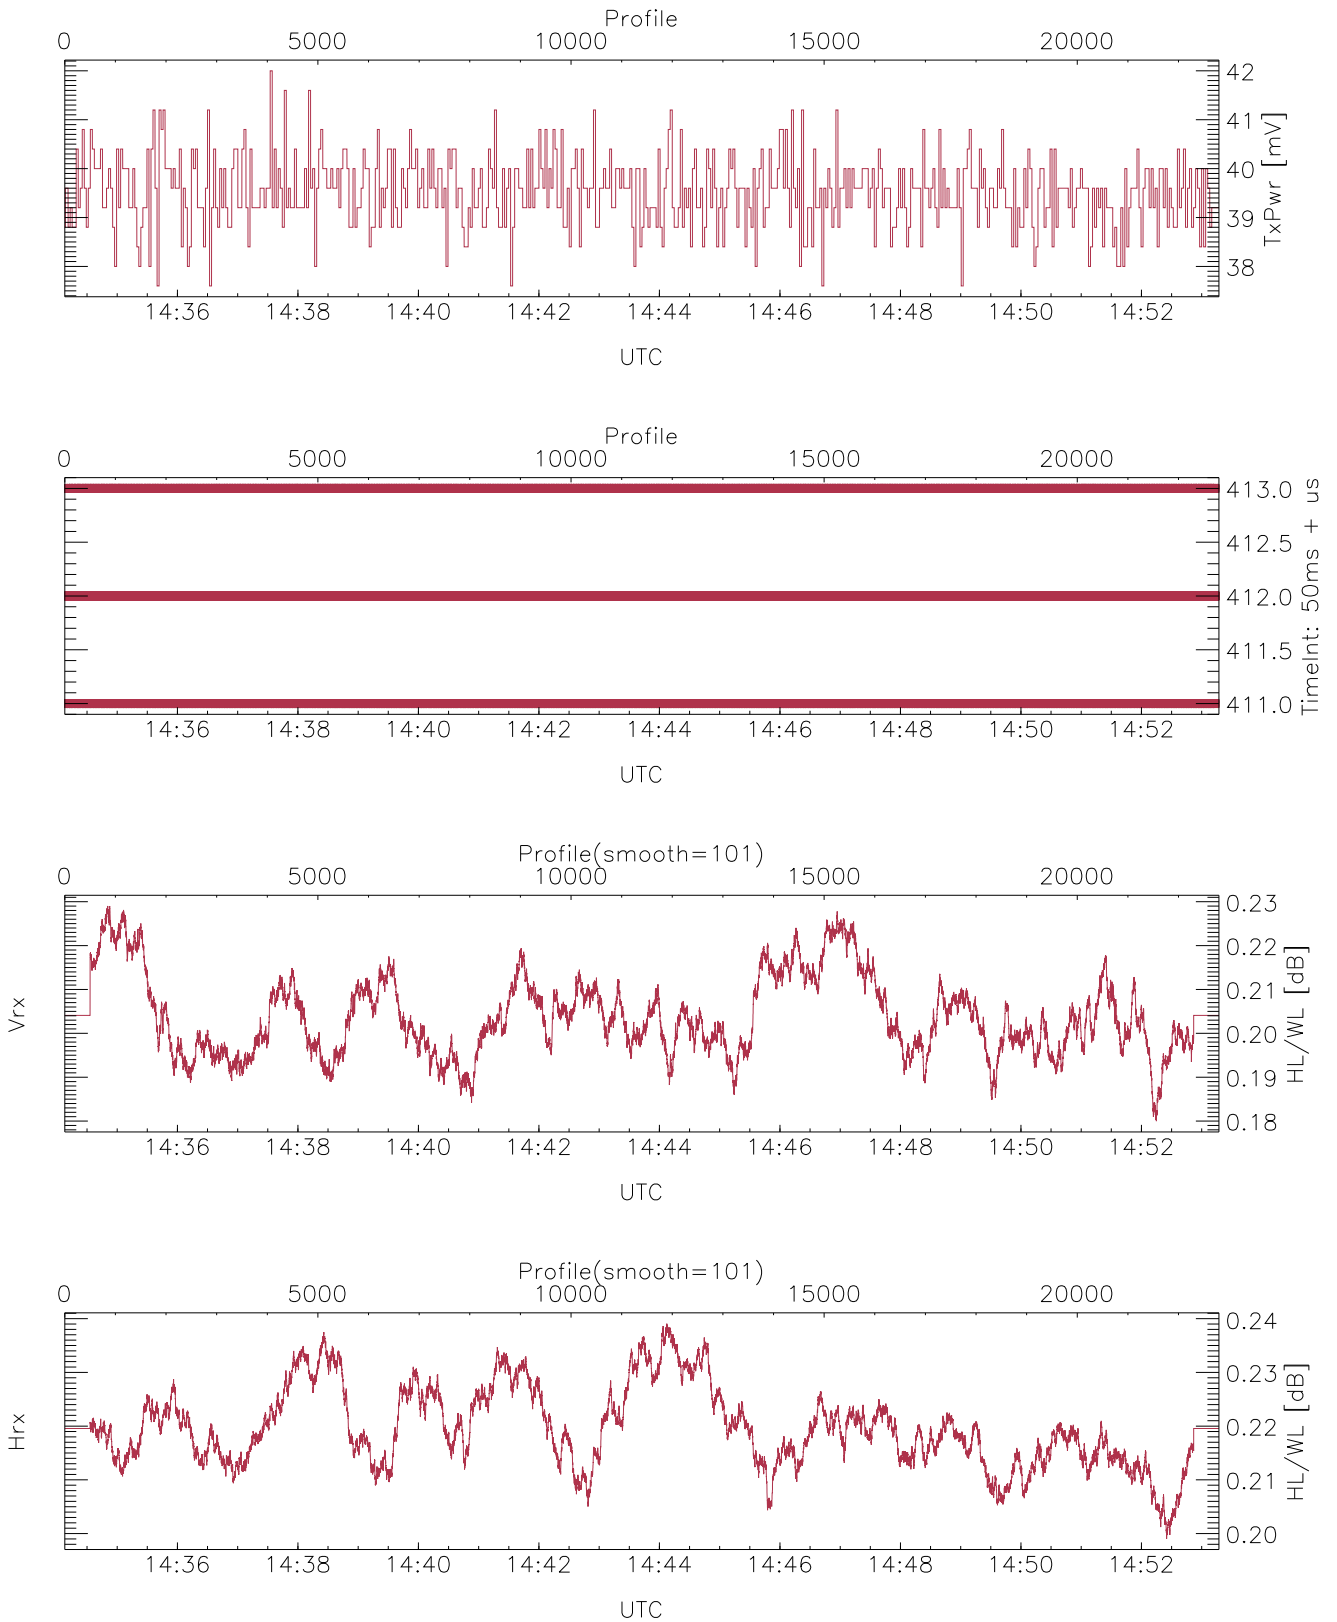 Profile
0 5000 10000 15000 20000
42
41
40
39
38
TxPwr [mV]
14:36 14:38 14:40 14:42 14:44 14:46 14:48 14:50 14:52
UTC
Profile
0 5000 10000 15000 20000
413.0
412.5
412.0
411.5
411.0
TimeInt: 50ms + us
14:36 14:38 14:40 14:42 14:44 14:46 14:48 14:50 14:52
UTC
Profile(smooth=101)
0 5000 10000 15000 20000
Vrx
0.23
0.22
0.21
0.20
0.19
0.18
HL/WL [dB]
14:36 14:38 14:40 14:42 14:44 14:46 14:48 14:50 14:52
UTC
Profile(smooth=101)
0 5000 10000 15000 20000
Hrx
0.24
0.23
0.22
0.21
0.20
HL/WL [dB]
14:36 14:38 14:40 14:42 14:44 14:46 14:48 14:50 14:52
UTC